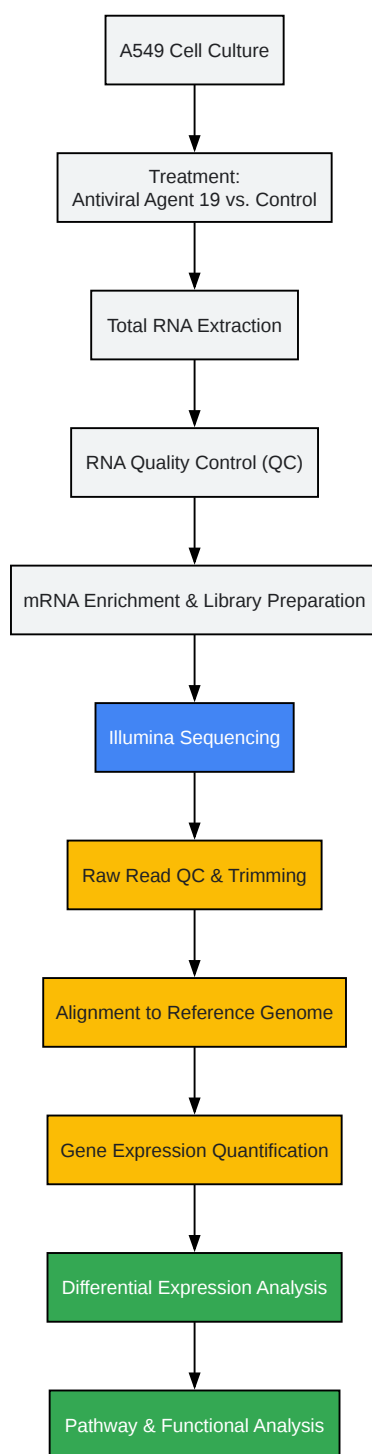 A549 Cell Culture
Treatment:
Antiviral Agent 19 vs. Control
Total RNA Extraction
RNA Quality Control (QC)
mRNA Enrichment & Library Preparation
Illumina Sequencing
Raw Read QC & Trimming
Alignment to Reference Genome
Gene Expression Quantification
Differential Expression Analysis
Pathway & Functional Analysis